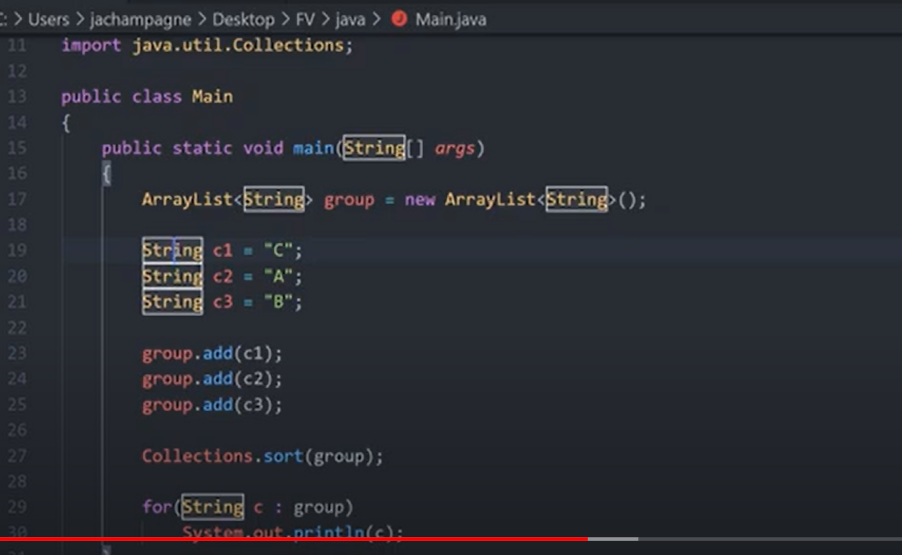 C: > Users > jachampagne > Desktop > FV > java > Main.java
11 import java.util.Collections;
12
13 public class Main
14 {
15 public static void main(String[] args)
16 {
17 ArrayList<String> group = new ArrayList<String>();
18
19 String c1 = "C";
20 String c2 = "A";
21 String c3 = "B";
22
23 group.add(c1);
24 group.add(c2);
25 group.add(c3);
26
27 Collections.sort(group);
28
29 for(String c : group)
30 System.out.println(c);
}